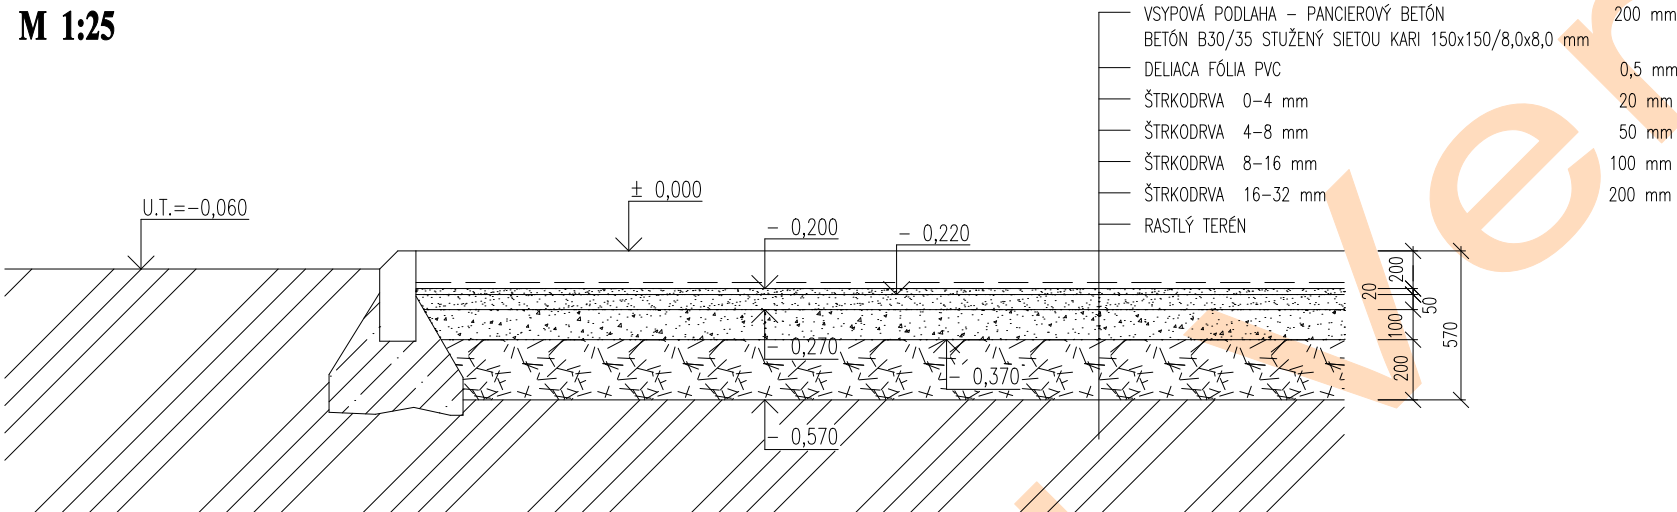 M 1:25
VSYPOVÁ PODLAHA – PANCIEROVÝ BETÓN 200 mm
BETÓN B30/35 STUŽENÝ SIETOU KARI 150x150/8,0x8,0 mm
DELIACA FÓLIA PVC 0,5 mm
ŠTRKODRVA 0-4 mm 20 mm
ŠTRKODRVA 4-8 mm 50 mm
ŠTRKODRVA 8-16 mm 100 mm
ŠTRKODRVA 16-32 mm 200 mm
RASTLÝ TERÉN
U.T.=-0,060
± 0,000
- 0,200
- 0,220
- 0,270
- 0,370
- 0,570
200
20
50
100
200
570
Ver